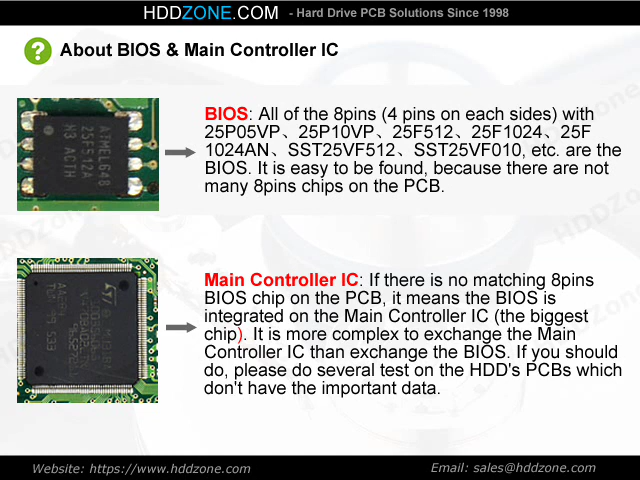 HDDZONE.COM - Hard Drive PCB Solutions Since 1998
? About BIOS & Main Controller IC
ATMEL648
25F512A
N3 ACTH
BIOS: All of the 8pins (4 pins on each sides) with
25P05VP、25P10VP、25F512、25F1024、25F
1024AN、SST25VF512、SST25VF010, etc. are the
BIOS. It is easy to be found, because there are not
many 8pins chips on the PCB.
Main Controller IC: If there is no matching 8pins
BIOS chip on the PCB, it means the BIOS is
integrated on the Main Controller IC (the biggest
chip). It is more complex to exchange the Main
Controller IC than exchange the BIOS. If you should
do, please do several test on the HDD's PCBs which
don't have the important data.
HDDZone
Website: https://www.hddzone.com Email: sales@hddzone.com